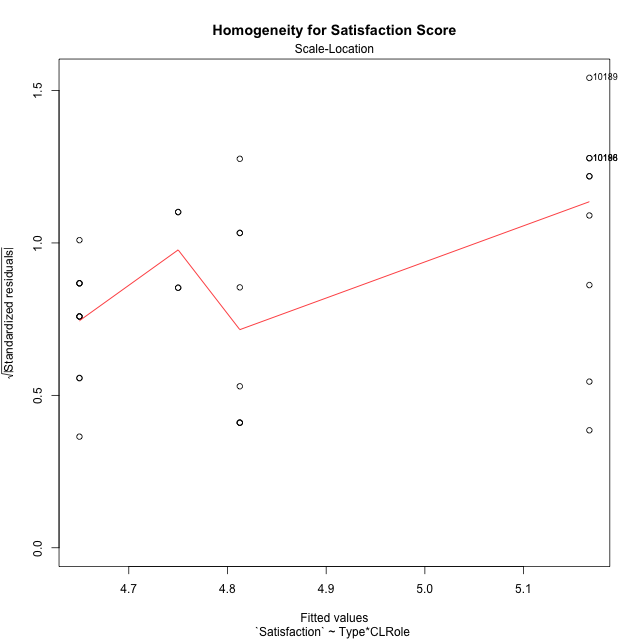 Homogeneity for Satisfaction Score
Scale-Location
√|Standardized residuals|
1.5
1.0
0.5
0.0
10189
4.7
4.8
4.9
5.0
5.1
Fitted values
`Satisfaction` ~ Type*CLRole